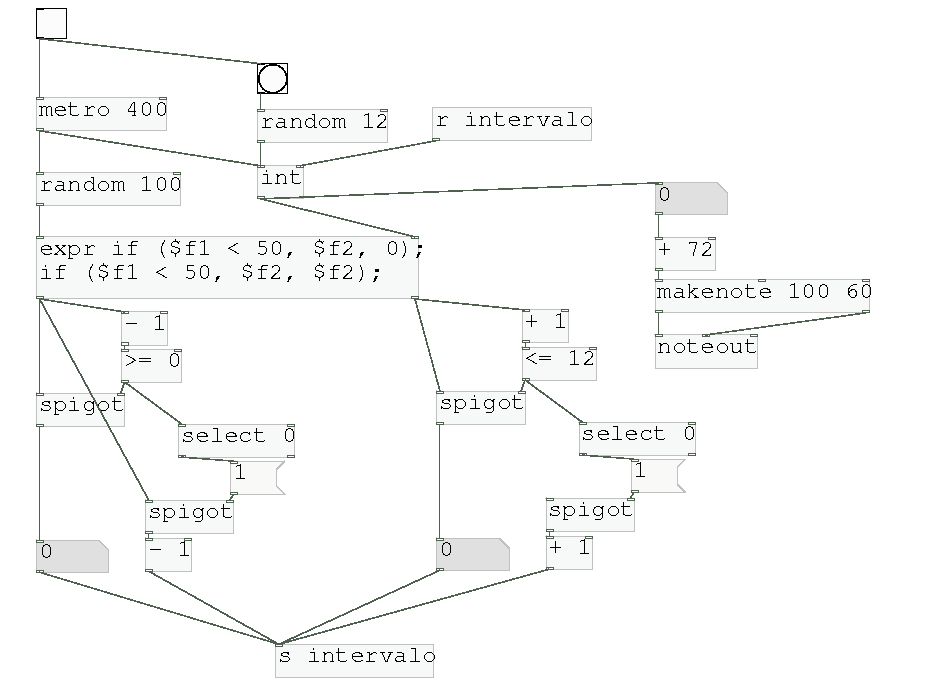 metro 400
random 12
r intervalo
int
random 100
0
expr if ($f1 < 50, $f2, 0);
if ($f1 < 50, $f2, $f2);
+ 72
makenote 100 60
noteout
- 1
>= 0
+ 1
<= 12
spigot
spigot
select 0
select 0
1
1
spigot
spigot
0
- 1
0
+ 1
s intervalo